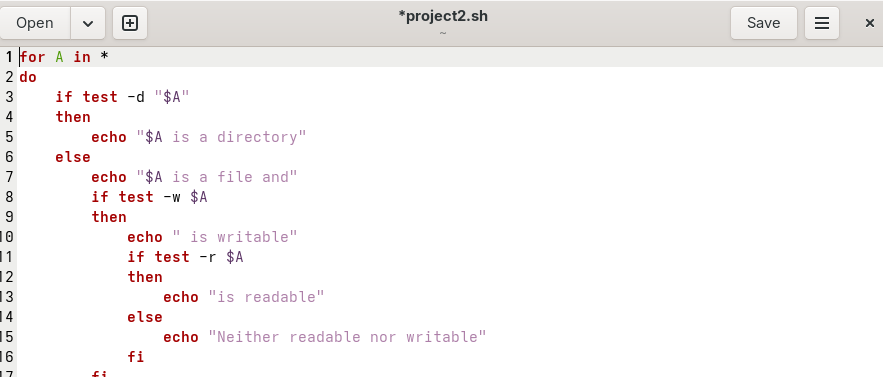 Open
*project2.sh
~
Save
1 for A in *
2 do
3     if test -d "$A"
4     then
5         echo "$A is a directory"
6     else
7         echo "$A is a file and"
8         if test -w $A
9         then
10             echo " is writable"
11             if test -r $A
12             then
13                 echo "is readable"
14             else
15                 echo "Neither readable nor writable"
16             fi
17         fi